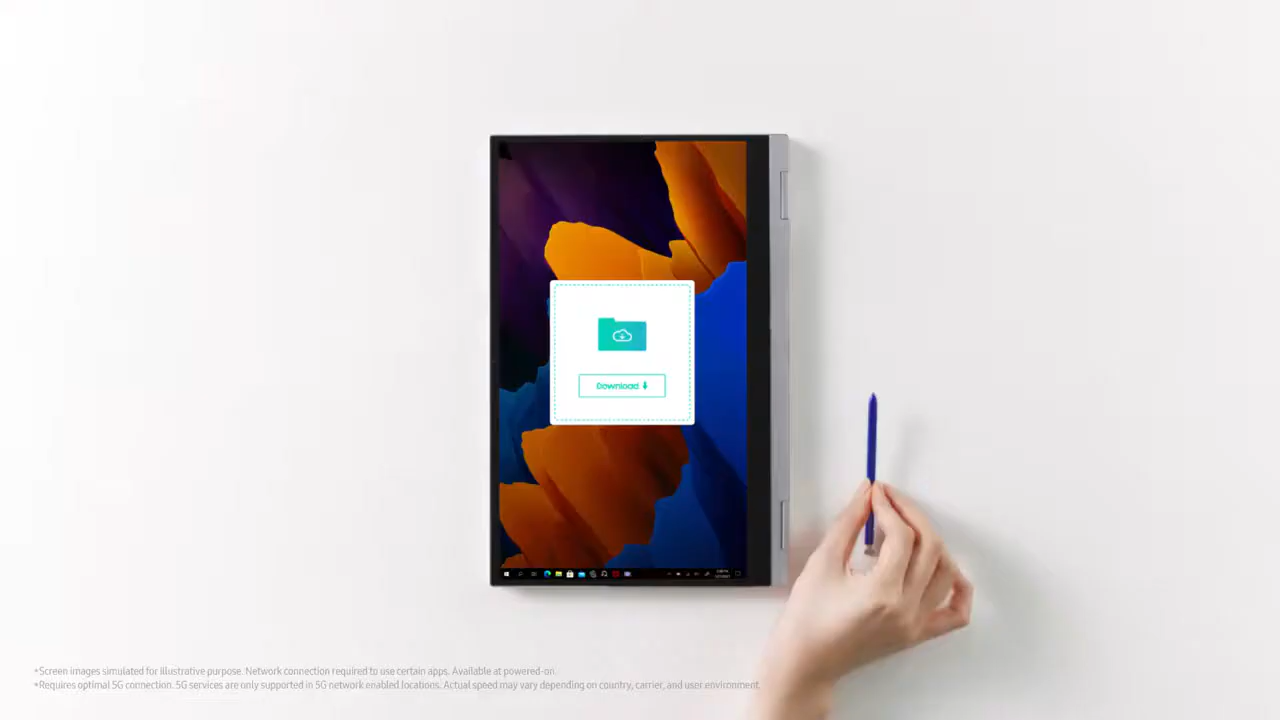 Download
*Screen images simulated for illustrative purpose. Network connection required to use certain apps. Available at powered-on.
*Requires optimal 5G connection. 5G services are only supported in 5G network enabled locations. Actual speed may vary depending on country, carrier, and user environment.